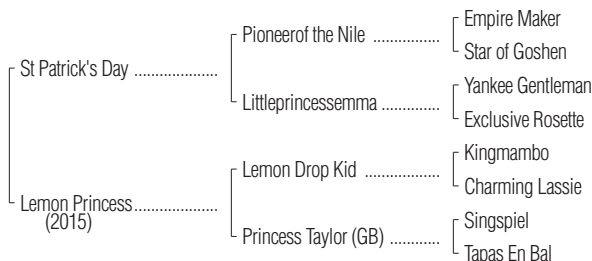 Empire Maker
Pioneerof the Nile ................
Star of Goshen
St Patrick's Day ....................
Yankee Gentleman
Littleprincessemma ..............
Exclusive Rosette
Kingmambo
Lemon Drop Kid ..................
Charming Lassie
Lemon Princess ....................
(2015)
Singspiel
Princess Taylor (GB) ............
Tapas En Bal